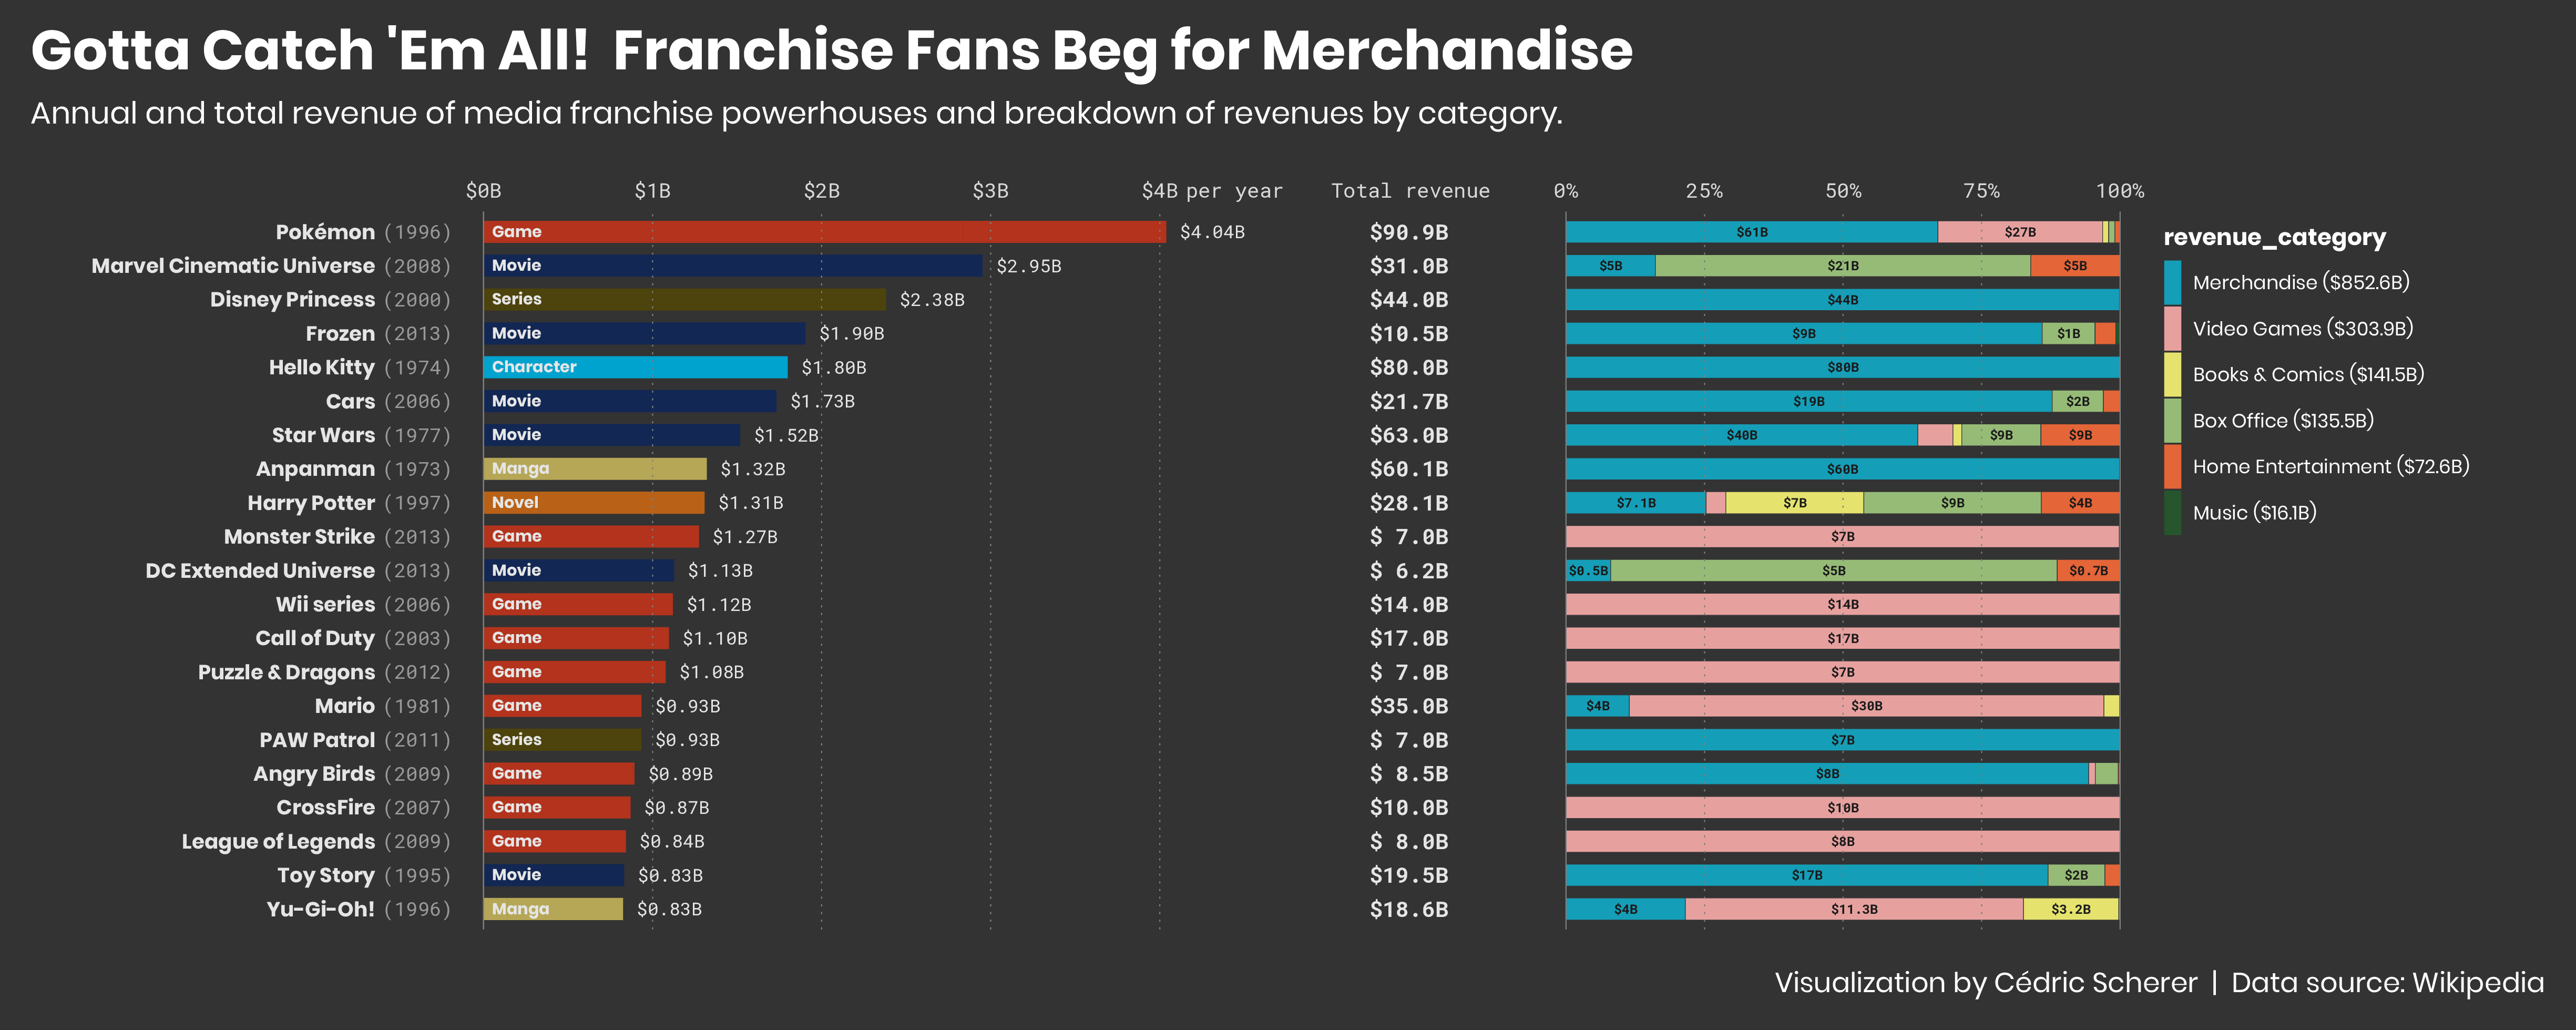 Gotta Catch 'Em All!  Franchise Fans Beg for Merchandise
Annual and total revenue of media franchise powerhouses and breakdown of revenues by category.
$0B $1B $2B $3B $4B per year Total revenue 0% 25% 50% 75% 100%
Pokémon (1996) Game $4.04B $90.9B $61B $27B
Marvel Cinematic Universe (2008) Movie $2.95B $31.0B $5B $21B $5B
Disney Princess (2000) Series $2.38B $44.0B $44B
Frozen (2013) Movie $1.90B $10.5B $9B $1B
Hello Kitty (1974) Character $1.80B $80.0B $80B
Cars (2006) Movie $1.73B $21.7B $19B $2B
Star Wars (1977) Movie $1.52B $63.0B $40B $9B $9B
Anpanman (1973) Manga $1.32B $60.1B $60B
Harry Potter (1997) Novel $1.31B $28.1B $7.1B $7B $9B $4B
Monster Strike (2013) Game $1.27B $ 7.0B $7B
DC Extended Universe (2013) Movie $1.13B $ 6.2B $0.5B $5B $0.7B
Wii series (2006) Game $1.12B $14.0B $14B
Call of Duty (2003) Game $1.10B $17.0B $17B
Puzzle & Dragons (2012) Game $1.08B $ 7.0B $7B
Mario (1981) Game $0.93B $35.0B $4B $30B
PAW Patrol (2011) Series $0.93B $ 7.0B $7B
Angry Birds (2009) Game $0.89B $ 8.5B $8B
CrossFire (2007) Game $0.87B $10.0B $10B
League of Legends (2009) Game $0.84B $ 8.0B $8B
Toy Story (1995) Movie $0.83B $19.5B $17B $2B
Yu-Gi-Oh! (1996) Manga $0.83B $18.6B $4B $11.3B $3.2B
revenue_category
Merchandise ($852.6B)
Video Games ($303.9B)
Books & Comics ($141.5B)
Box Office ($135.5B)
Home Entertainment ($72.6B)
Music ($16.1B)
Visualization by Cédric Scherer | Data source: Wikipedia